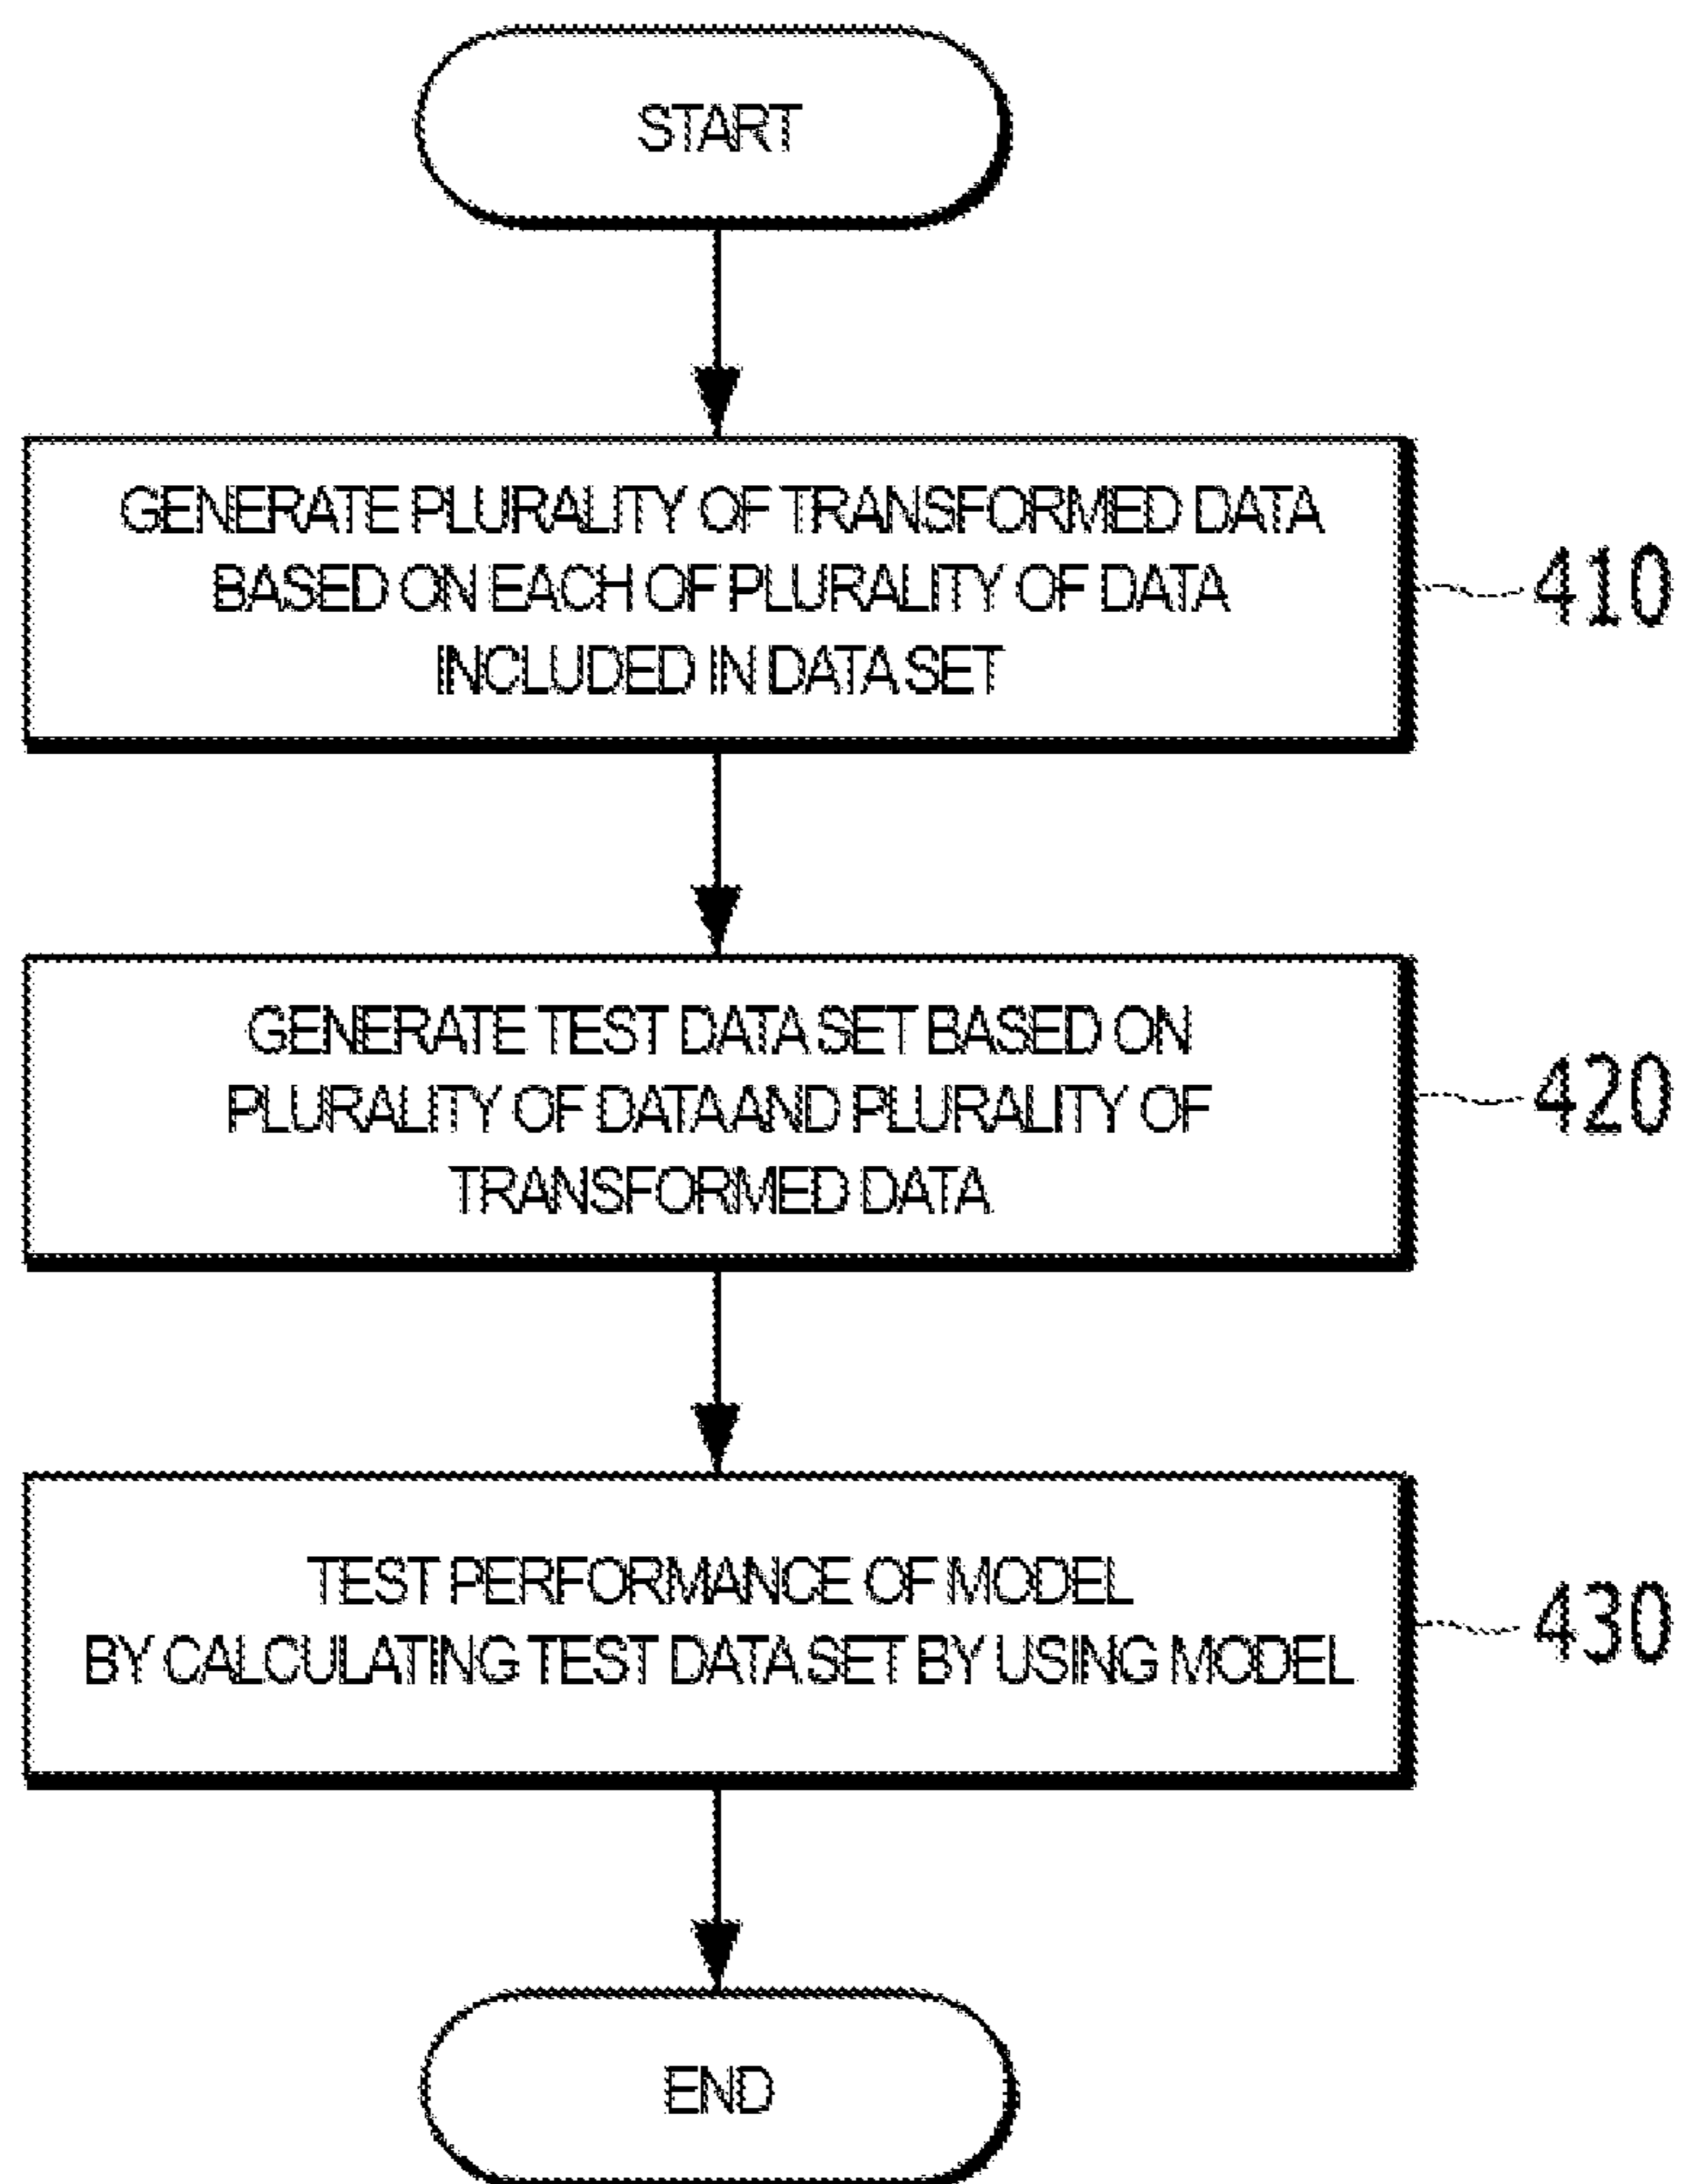 START
GENERATE PLURALITY OF TRANSFORMED DATA
BASED ON EACH OF PLURALITY OF DATA
INCLUDED IN DATA SET
410
GENERATE TEST DATA SET BASED ON
PLURALITY OF DATA AND PLURALITY OF
TRANSFORMED DATA
420
TEST PERFORMANCE OF MODEL
BY CALCULATING TEST DATA SET BY USING MODEL
430
END